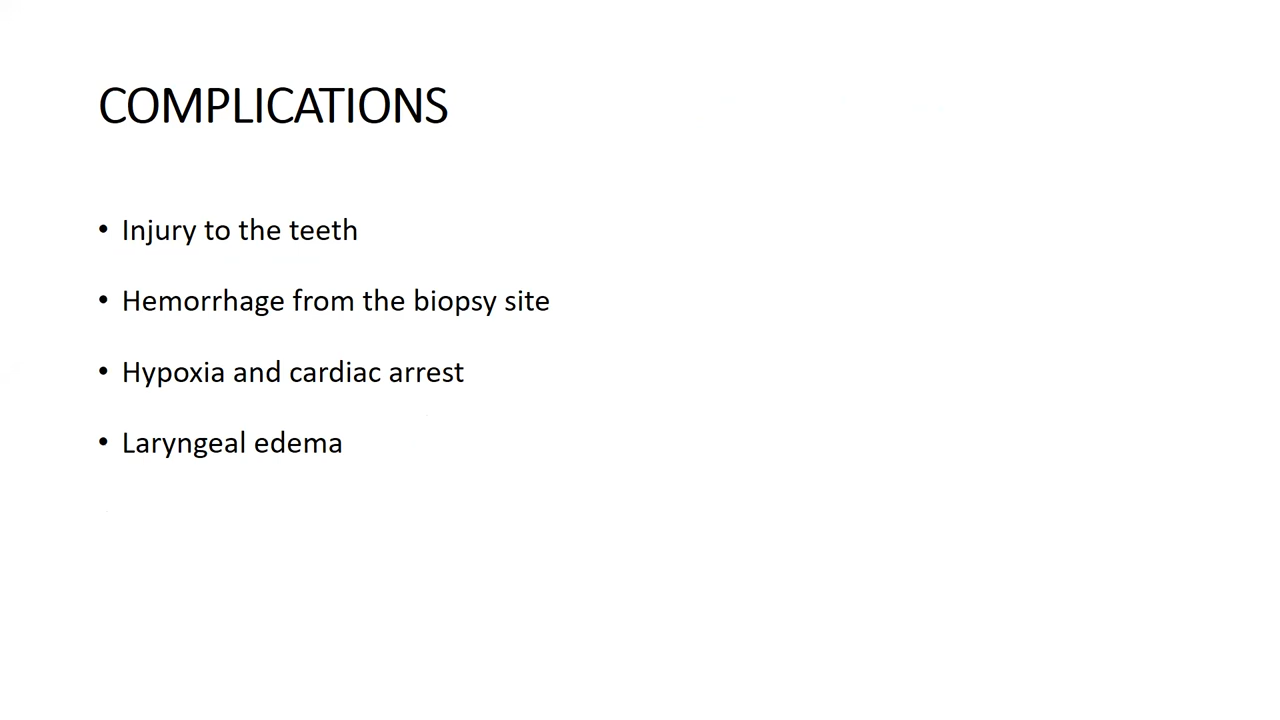 COMPLICATIONS
• Injury to the teeth
• Hemorrhage from the biopsy site
• Hypoxia and cardiac arrest
• Laryngeal edema